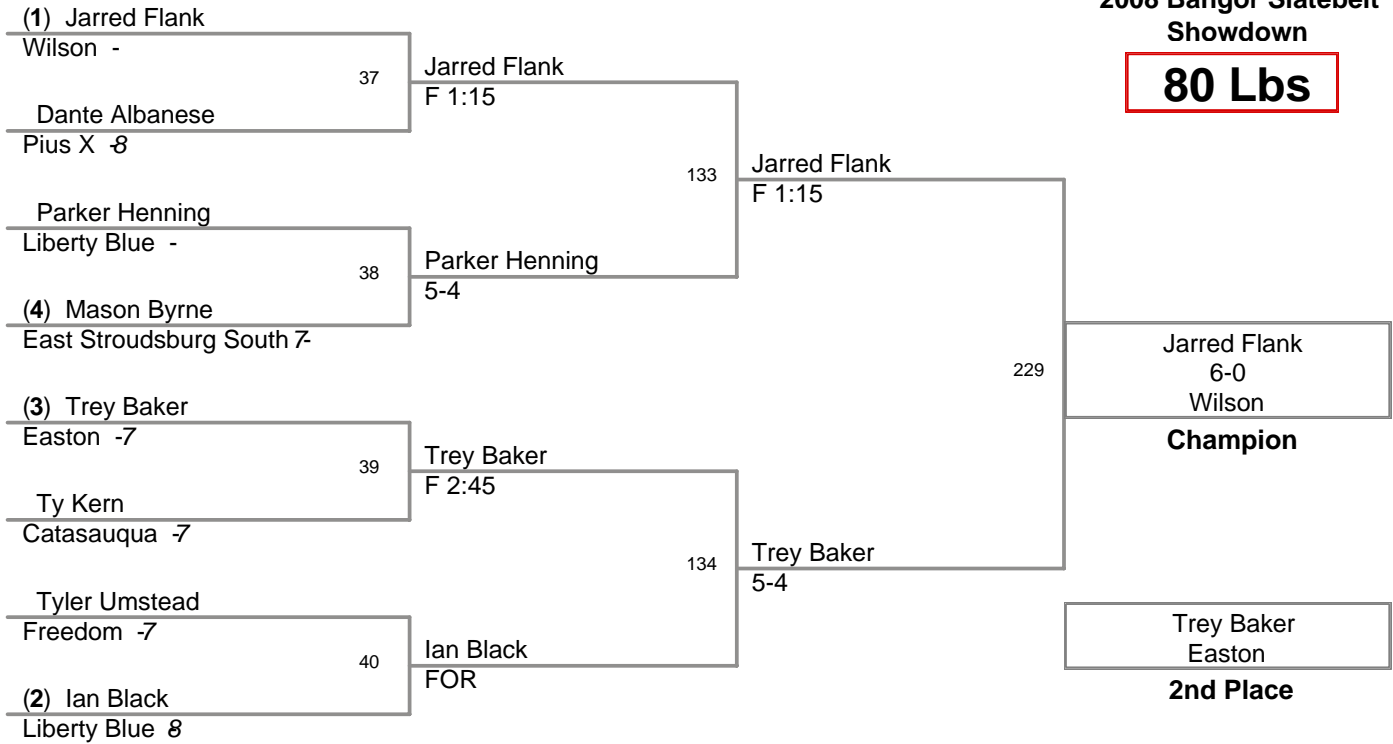 2008 Bangor Slatebelt
Showdown
80 Lbs
(1) Jarred Flank
Wilson -
37
Dante Albanese
Pius X -8
Jarred Flank
F 1:15
Parker Henning
Liberty Blue -
38
(4) Mason Byrne
East Stroudsburg South 7-
Parker Henning
5-4
133
Jarred Flank
F 1:15
(3) Trey Baker
Easton -7
39
Ty Kern
Catasauqua -7
Trey Baker
F 2:45
Tyler Umstead
Freedom -7
40
(2) Ian Black
Liberty Blue 8
Ian Black
FOR
134
Trey Baker
5-4
229
Jarred Flank
6-0
Wilson
Champion
Trey Baker
Easton
2nd Place